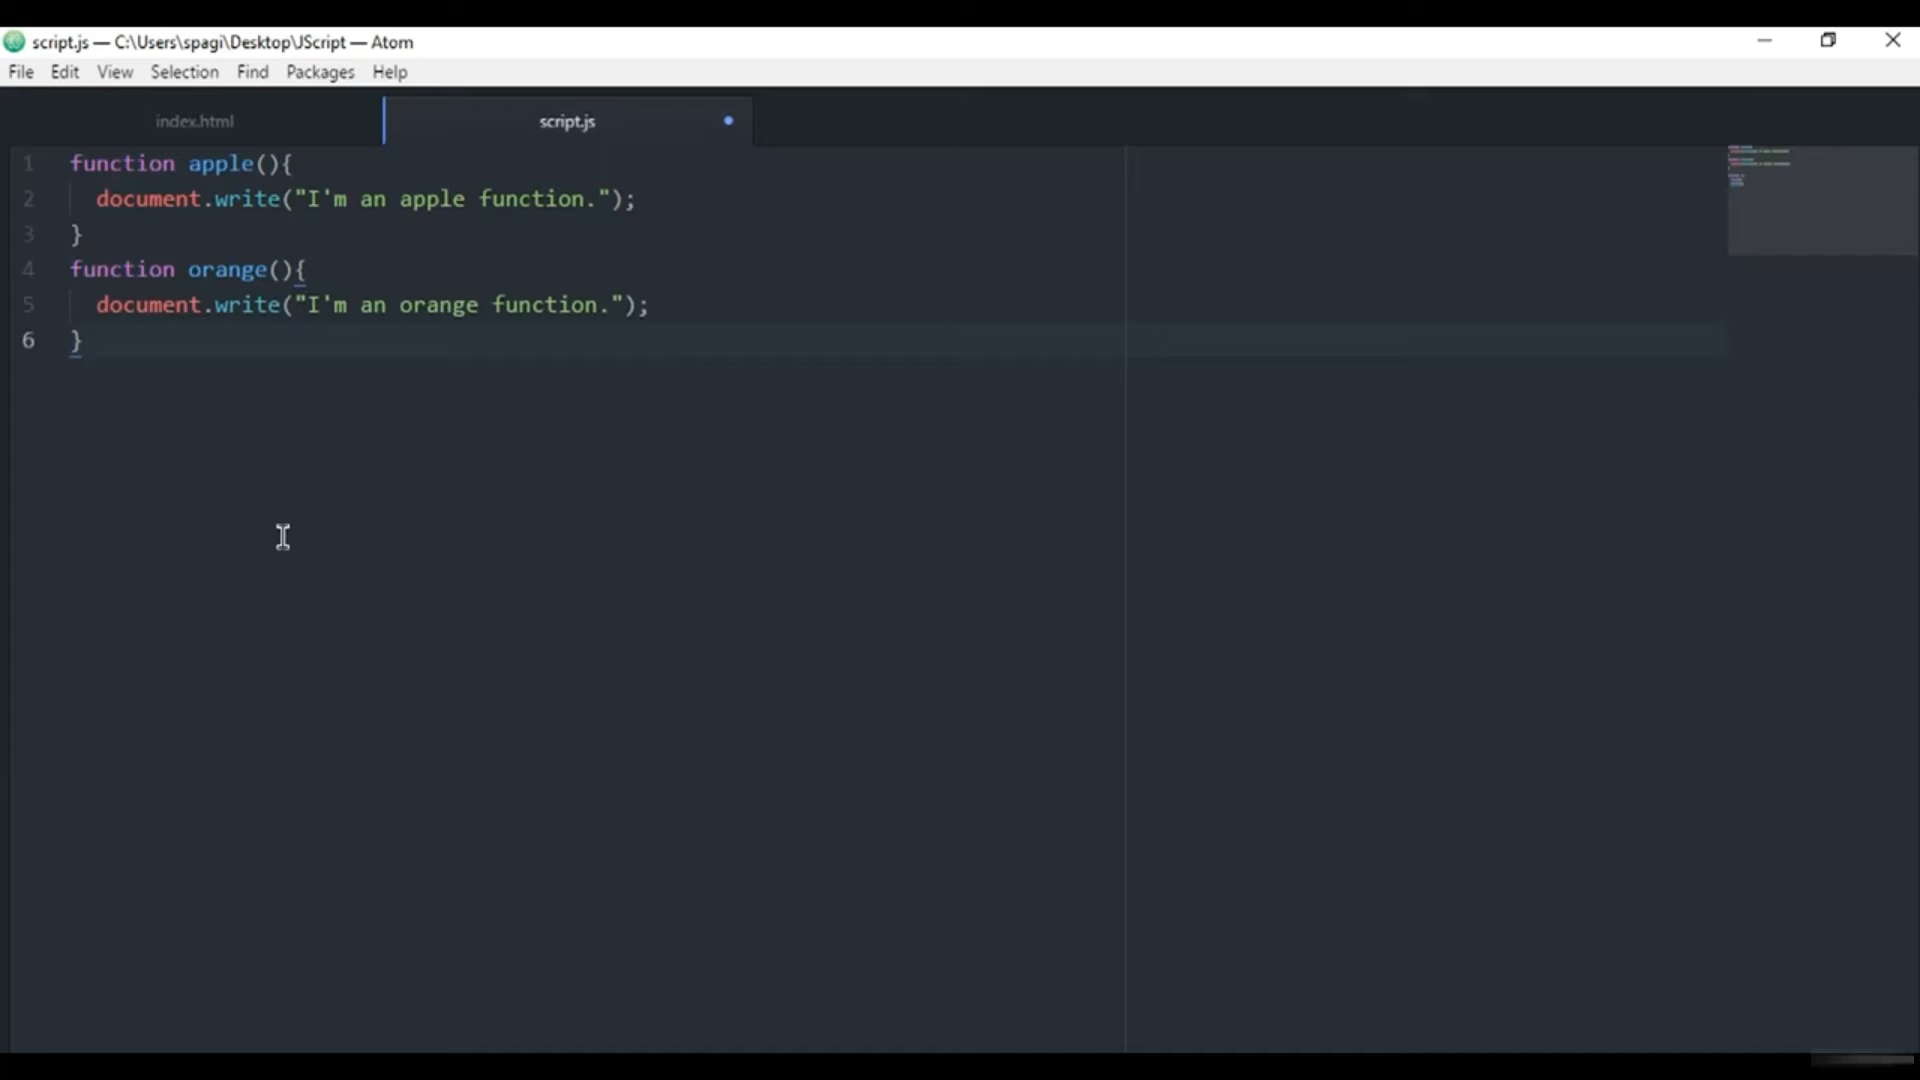 script.js — C:\Users\spagi\Desktop\JScript — Atom
File Edit View Selection Find Packages Help
index.html script.js
1 function apple(){
2 document.write("I'm an apple function.");
3 }
4 function orange(){
5 document.write("I'm an orange function.");
6 }